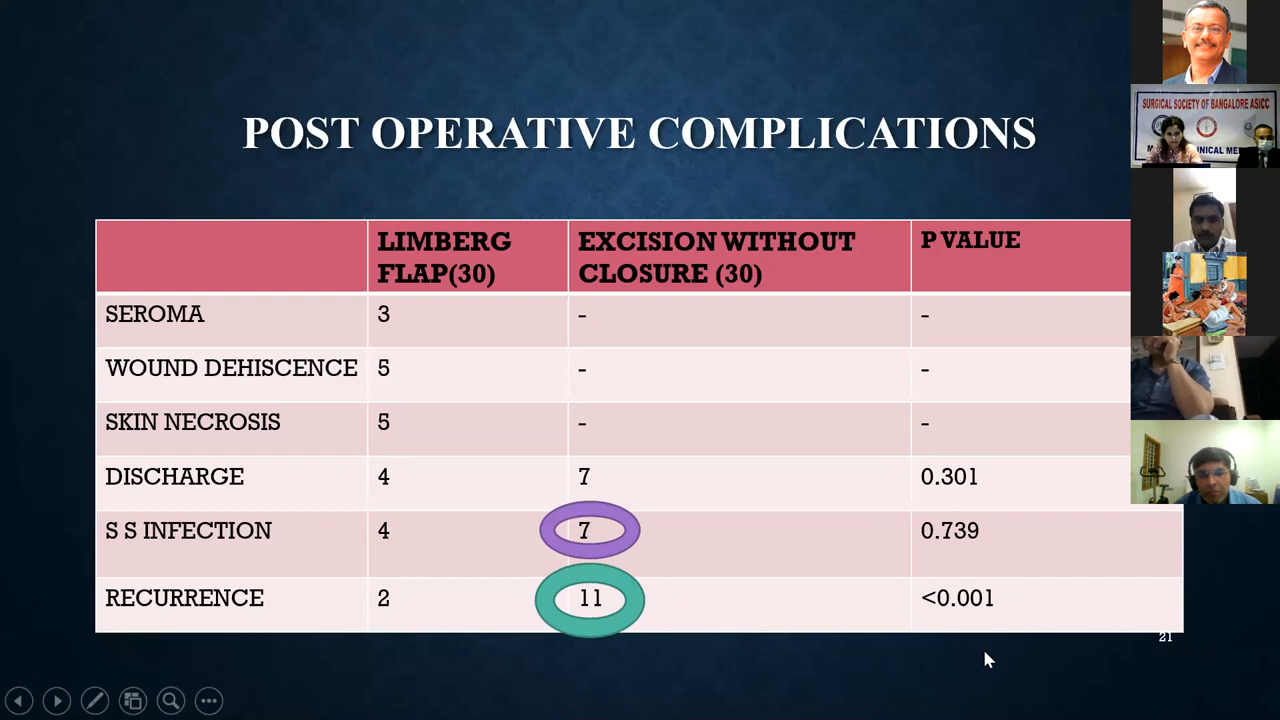 SURGICAL SOCIETY OF BANGALORE ASICC
POST OPERATIVE COMPLICATIONS
LIMBERG FLAP(30)
EXCISION WITHOUT CLOSURE (30)
P VALUE
SEROMA 3 - -
WOUND DEHISCENCE 5 - -
SKIN NECROSIS 5 - -
DISCHARGE 4 7 0.301
S S INFECTION 4 7 0.739
RECURRENCE 2 11 <0.001
21